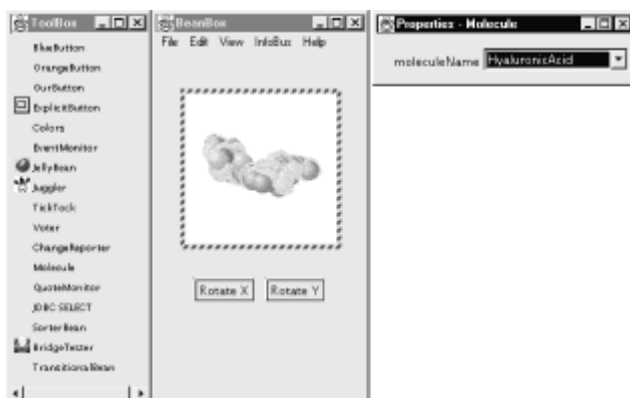 ToolBox
BlueButton
OrangeButton
OurButton
ExplicitButton
Colors
EventMonitor
JellyBean
Juggler
TickTock
Voter
ChangeReporter
Molecule
QuoteMonitor
JDBC SELECT
SorterBean
BridgeTester
TransitionalBean
BeanBox
File Edit View InfoBus Help
Rotate X Rotate Y
Properties - Molecule
moleculeName HyaluronicAcid